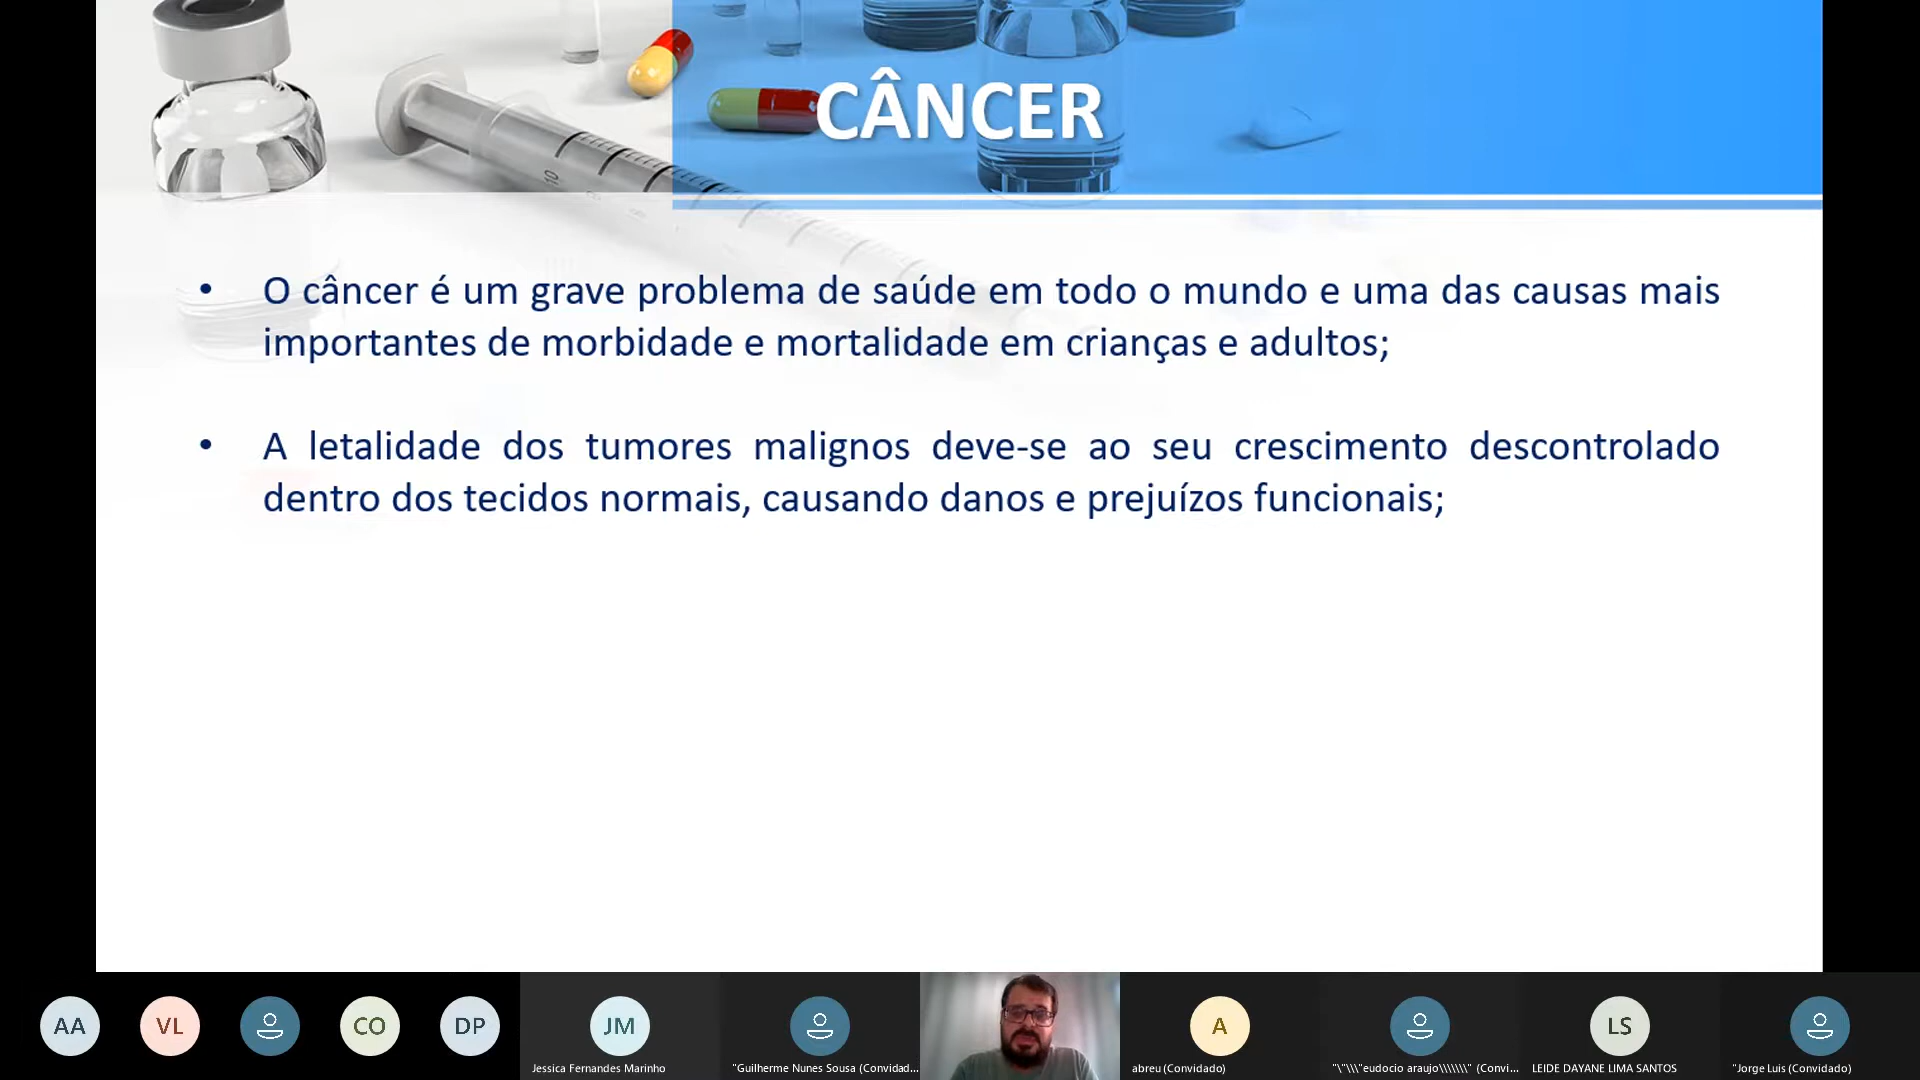 CÂNCER
• O câncer é um grave problema de saúde em todo o mundo e uma das causas mais
importantes de morbidade e mortalidade em crianças e adultos;
• A letalidade dos tumores malignos deve-se ao seu crescimento descontrolado
dentro dos tecidos normais, causando danos e prejuízos funcionais;
10
AA
VL
CO
DP
JM
Jessica Fernandes Marinho
"Guilherme Nunes Sousa (Convidad...
A
abreu (Convidado)
"\"\\\"eudocio araujo\\\\\\\" (Convi...
LS
LEIDE DAYANE LIMA SANTOS
"Jorge Luis (Convidado)